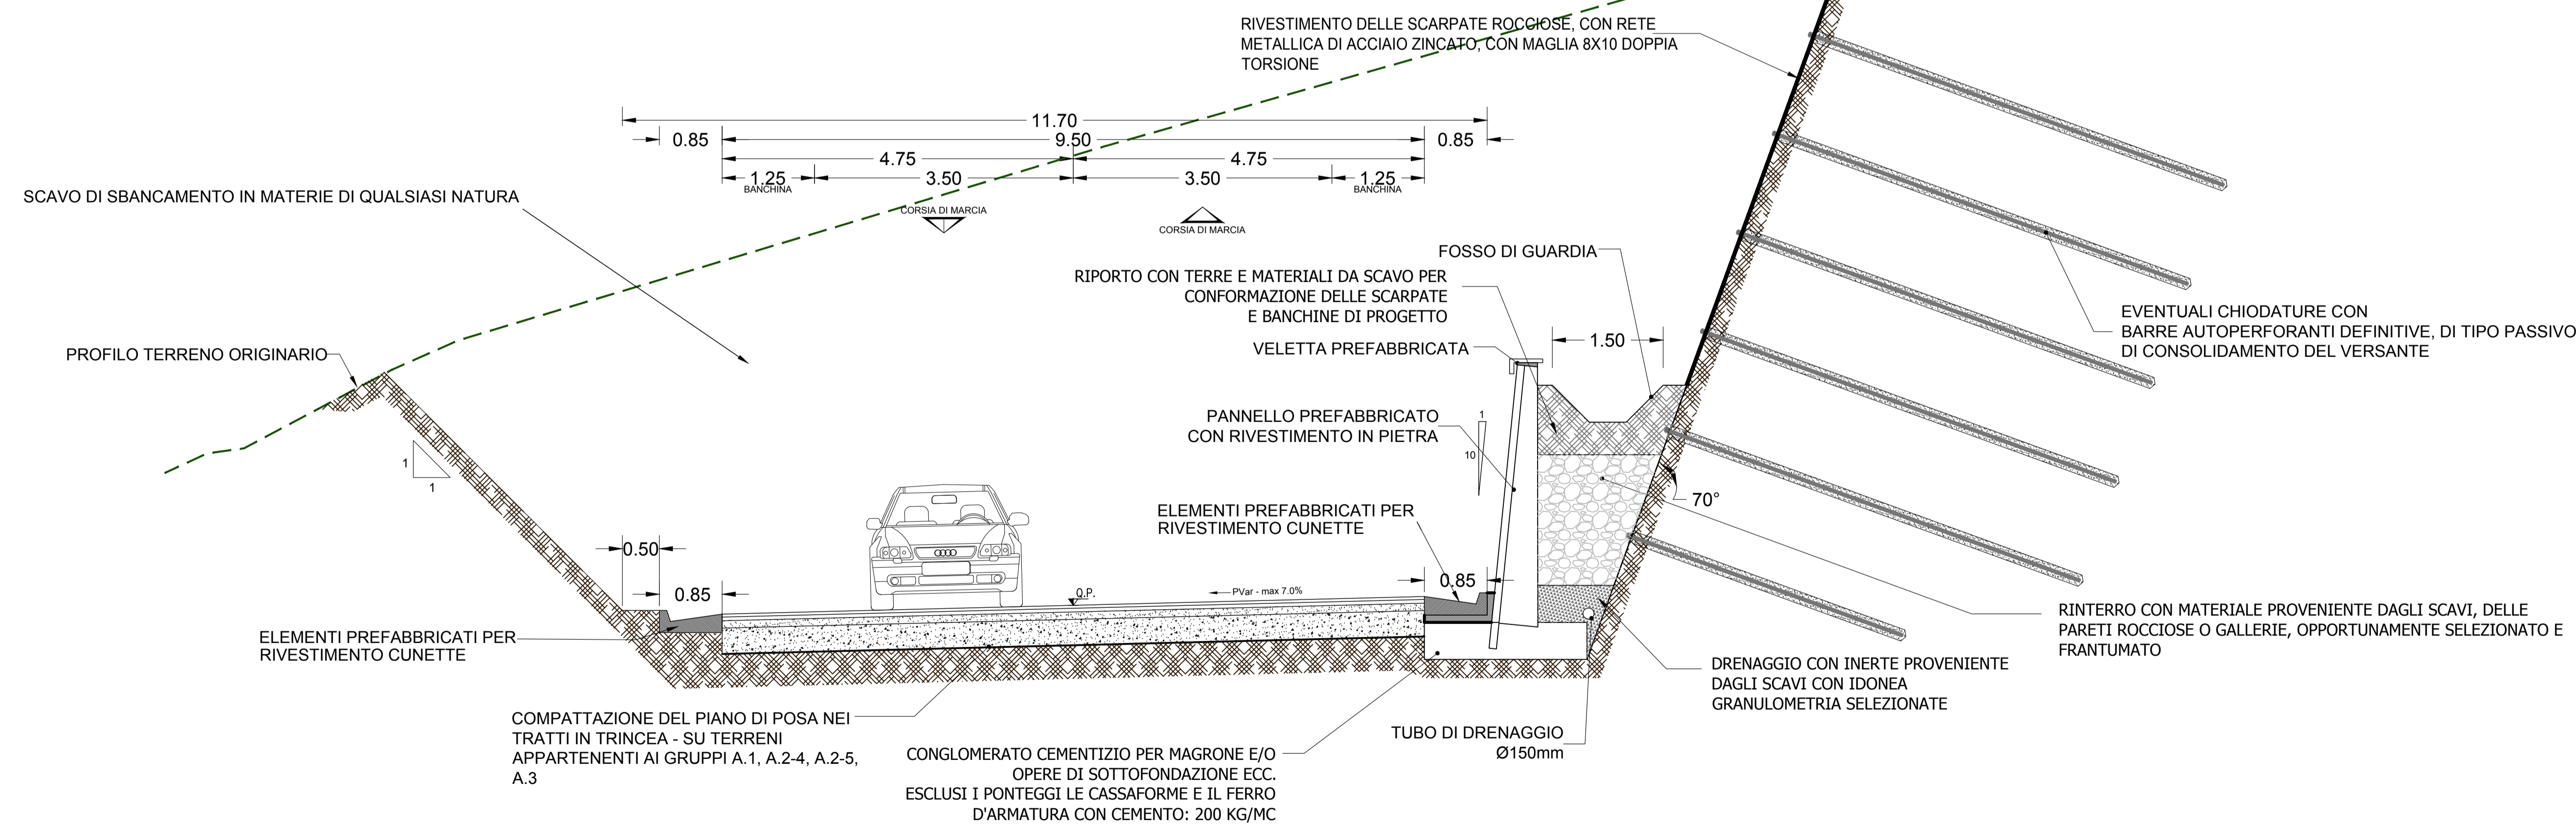 RIVESTIMENTO DELLE SCARPATE ROCCIOSE, CON RETE
METALLICA DI ACCIAIO ZINCATO, CON MAGLIA 8X10 DOPPIA
TORSIONE
11.70
0.85
9.50
0.85
4.75
4.75
1.25
3.50
3.50
1.25
BANCHINA
BANCHINA
CORSIA DI MARCIA
CORSIA DI MARCIA
SCAVO DI SBANCAMENTO IN MATERIE DI QUALSIASI NATURA
FOSSO DI GUARDIA
RIPORTO CON TERRE E MATERIALI DA SCAVO PER
CONFORMAZIONE DELLE SCARPATE
E BANCHINE DI PROGETTO
VELETTA PREFABBRICATA
1.50
EVENTUALI CHIODATURE CON
BARRE AUTOPERFORANTI DEFINITIVE, DI TIPO PASSIVO
DI CONSOLIDAMENTO DEL VERSANTE
PROFILO TERRENO ORIGINARIO
PANNELLO PREFABBRICATO
CON RIVESTIMENTO IN PIETRA
1
10
1
1
70°
ELEMENTI PREFABBRICATI PER
RIVESTIMENTO CUNETTE
0.50
0.85
0.85
Q.P.
PVar - max 7.0%
ELEMENTI PREFABBRICATI PER
RIVESTIMENTO CUNETTE
RINTERRO CON MATERIALE PROVENIENTE DAGLI SCAVI, DELLE
PARETI ROCCIOSE O GALLERIE, OPPORTUNAMENTE SELEZIONATO E
FRANTUMATO
DRENAGGIO CON INERTE PROVENIENTE
DAGLI SCAVI CON IDONEA
GRANULOMETRIA SELEZIONATE
COMPATTAZIONE DEL PIANO DI POSA NEI
TRATTI IN TRINCEA - SU TERRENI
APPARTENENTI AI GRUPPI A.1, A.2-4, A.2-5,
A.3
TUBO DI DRENAGGIO
Ø150mm
CONGLOMERATO CEMENTIZIO PER MAGRONE E/O
OPERE DI SOTTOFONDAZIONE ECC.
ESCLUSI I PONTEGGI LE CASSAFORME E IL FERRO
D'ARMATURA CON CEMENTO: 200 KG/MC